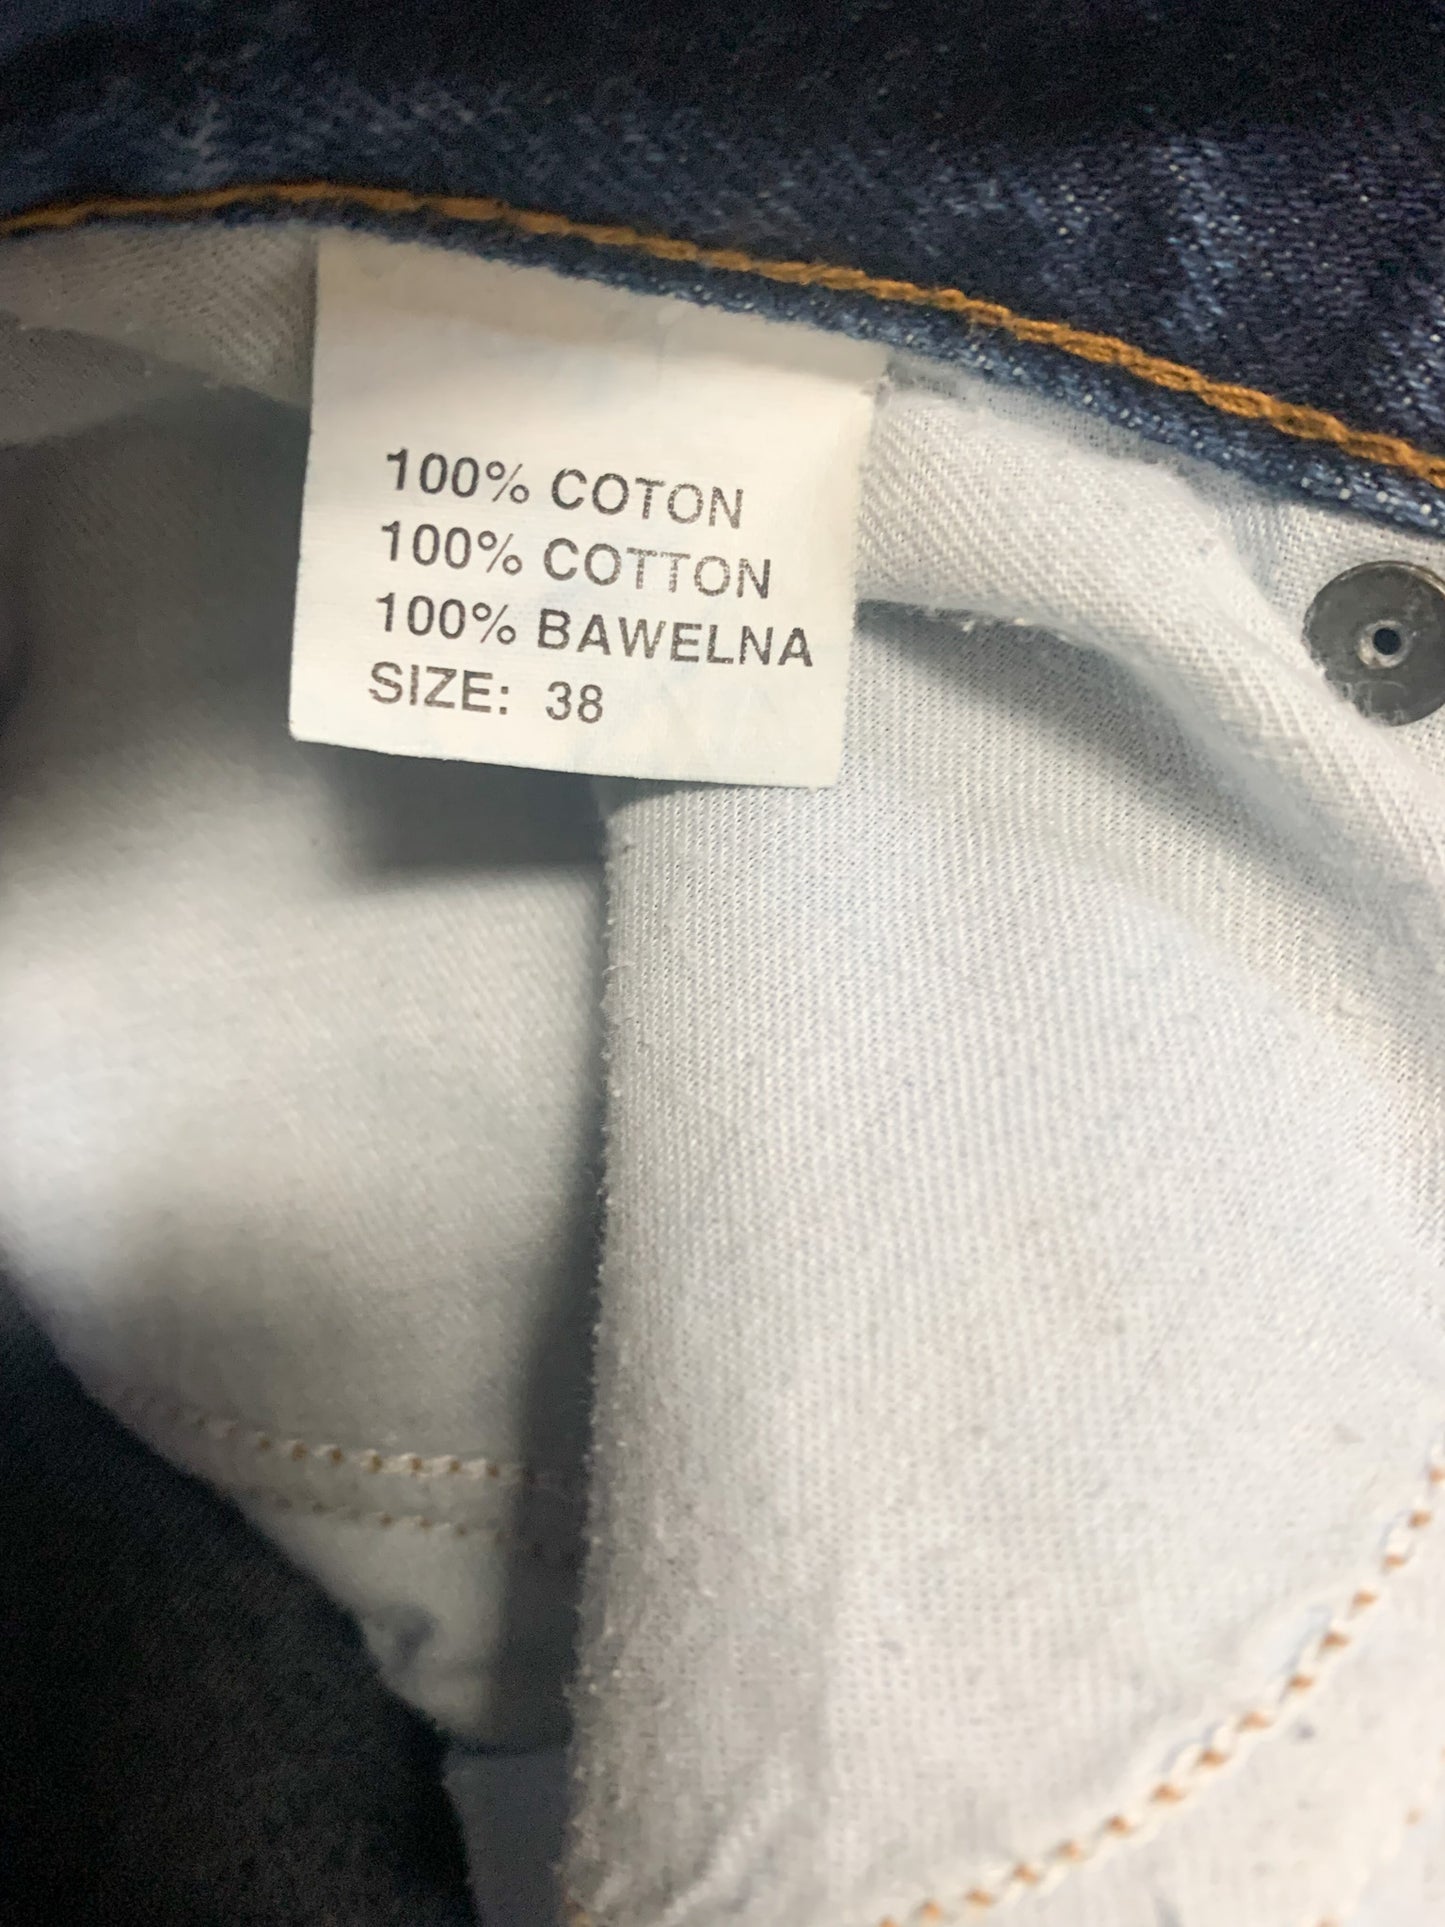 100% COTON
100% COTTON
100% BAWELNA
SIZE: 38